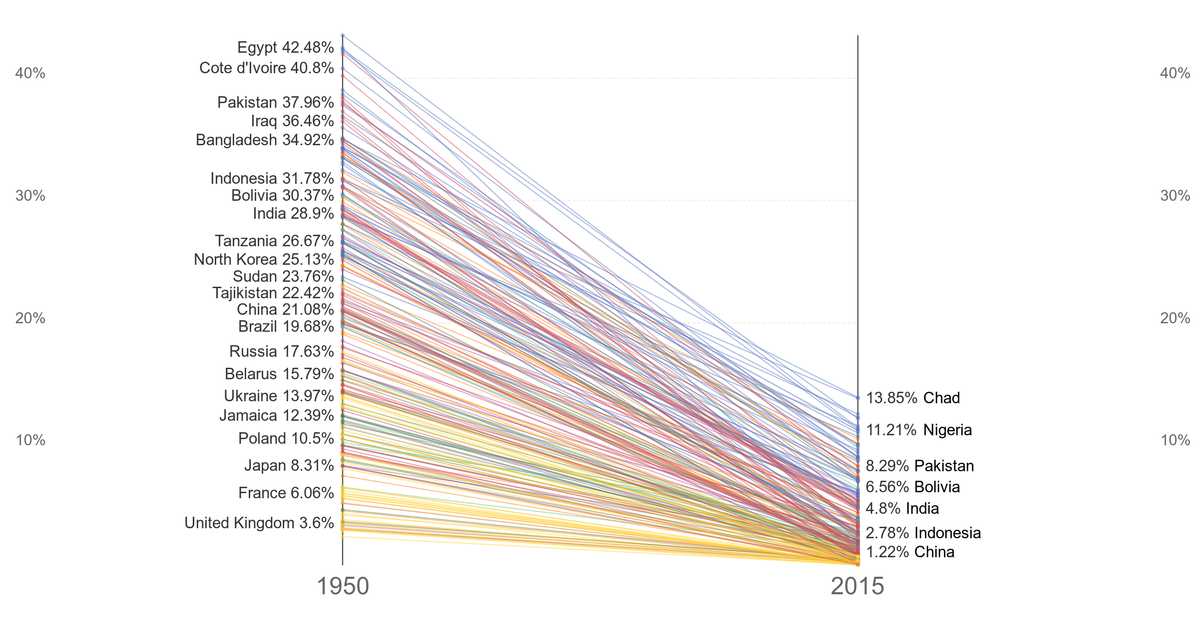 40%
30%
20%
10%
Egypt 42.48%
Cote d'Ivoire 40.8%
Pakistan 37.96%
Iraq 36.46%
Bangladesh 34.92%
Indonesia 31.78%
Bolivia 30.37%
India 28.9%
Tanzania 26.67%
North Korea 25.13%
Sudan 23.76%
Tajikistan 22.42%
China 21.08%
Brazil 19.68%
Russia 17.63%
Belarus 15.79%
Ukraine 13.97%
Jamaica 12.39%
Poland 10.5%
Japan 8.31%
France 6.06%
United Kingdom 3.6%
13.85% Chad
11.21% Nigeria
8.29% Pakistan
6.56% Bolivia
4.8% India
2.78% Indonesia
1.22% China
40%
30%
20%
10%
1950
2015